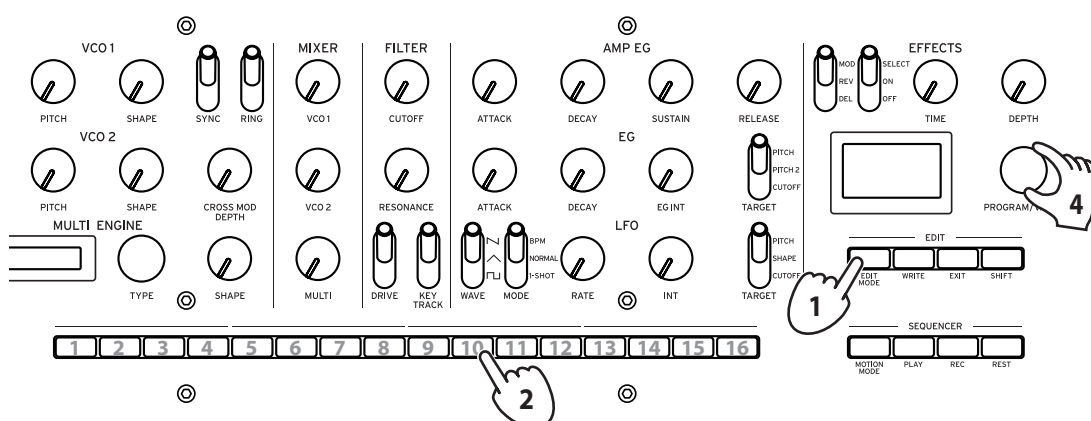 VCO 1 MIXER FILTER AMP EG EFFECTS
MOD SELECT
REV ON
DEL OFF
PITCH SHAPE SYNC RING VCO 1 CUTOFF ATTACK DECAY SUSTAIN RELEASE TIME DEPTH
VCO 2 EG
PITCH
PITCH 2
CUTOFF
PITCH SHAPE CROSS MOD DEPTH VCO 2 RESONANCE ATTACK DECAY EG INT TARGET PROGRAM/
4
MULTI ENGINE LFO
BPM PITCH
NORMAL SHAPE
1-SHOT CUTOFF
TYPE SHAPE MULTI DRIVE KEY TRACK WAVE MODE RATE INT TARGET
EDIT
EDIT MODE WRITE EXIT SHIFT
1
1 2 3 4 5 6 7 8 9 10 11 12 13 14 15 16
SEQUENCER
MOTION MODE PLAY REC REST
2